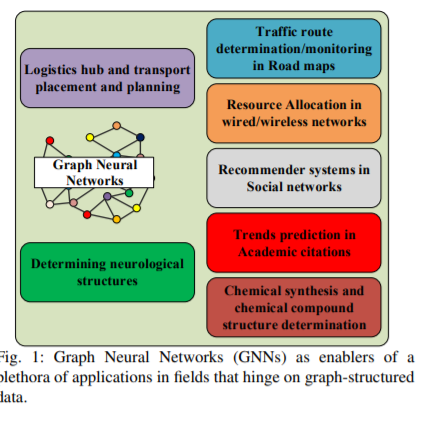 Logistics hub and transport
placement and planning
Graph Neural
Networks
Determining neurological
structures
Traffic route
determination/monitoring
in Road maps
Resource Allocation in
wired/wireless networks
Recommender systems in
Social networks
Trends prediction in
Academic citations
Chemical synthesis and
chemical compound
structure determination
Fig. 1: Graph Neural Networks (GNNs) as enablers of a
plethora of applications in fields that hinge on graph-structured
data.